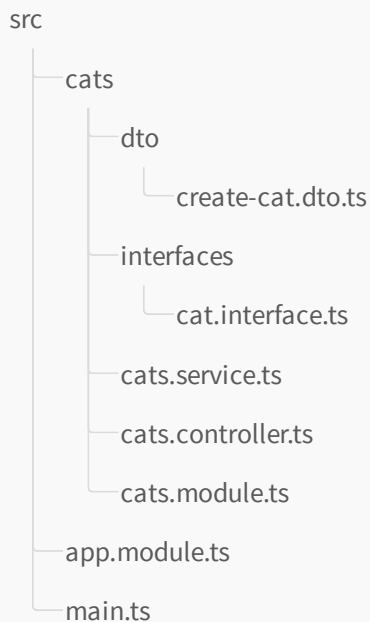 src
cats
dto
create-cat.dto.ts
interfaces
cat.interface.ts
cats.service.ts
cats.controller.ts
cats.module.ts
app.module.ts
main.ts